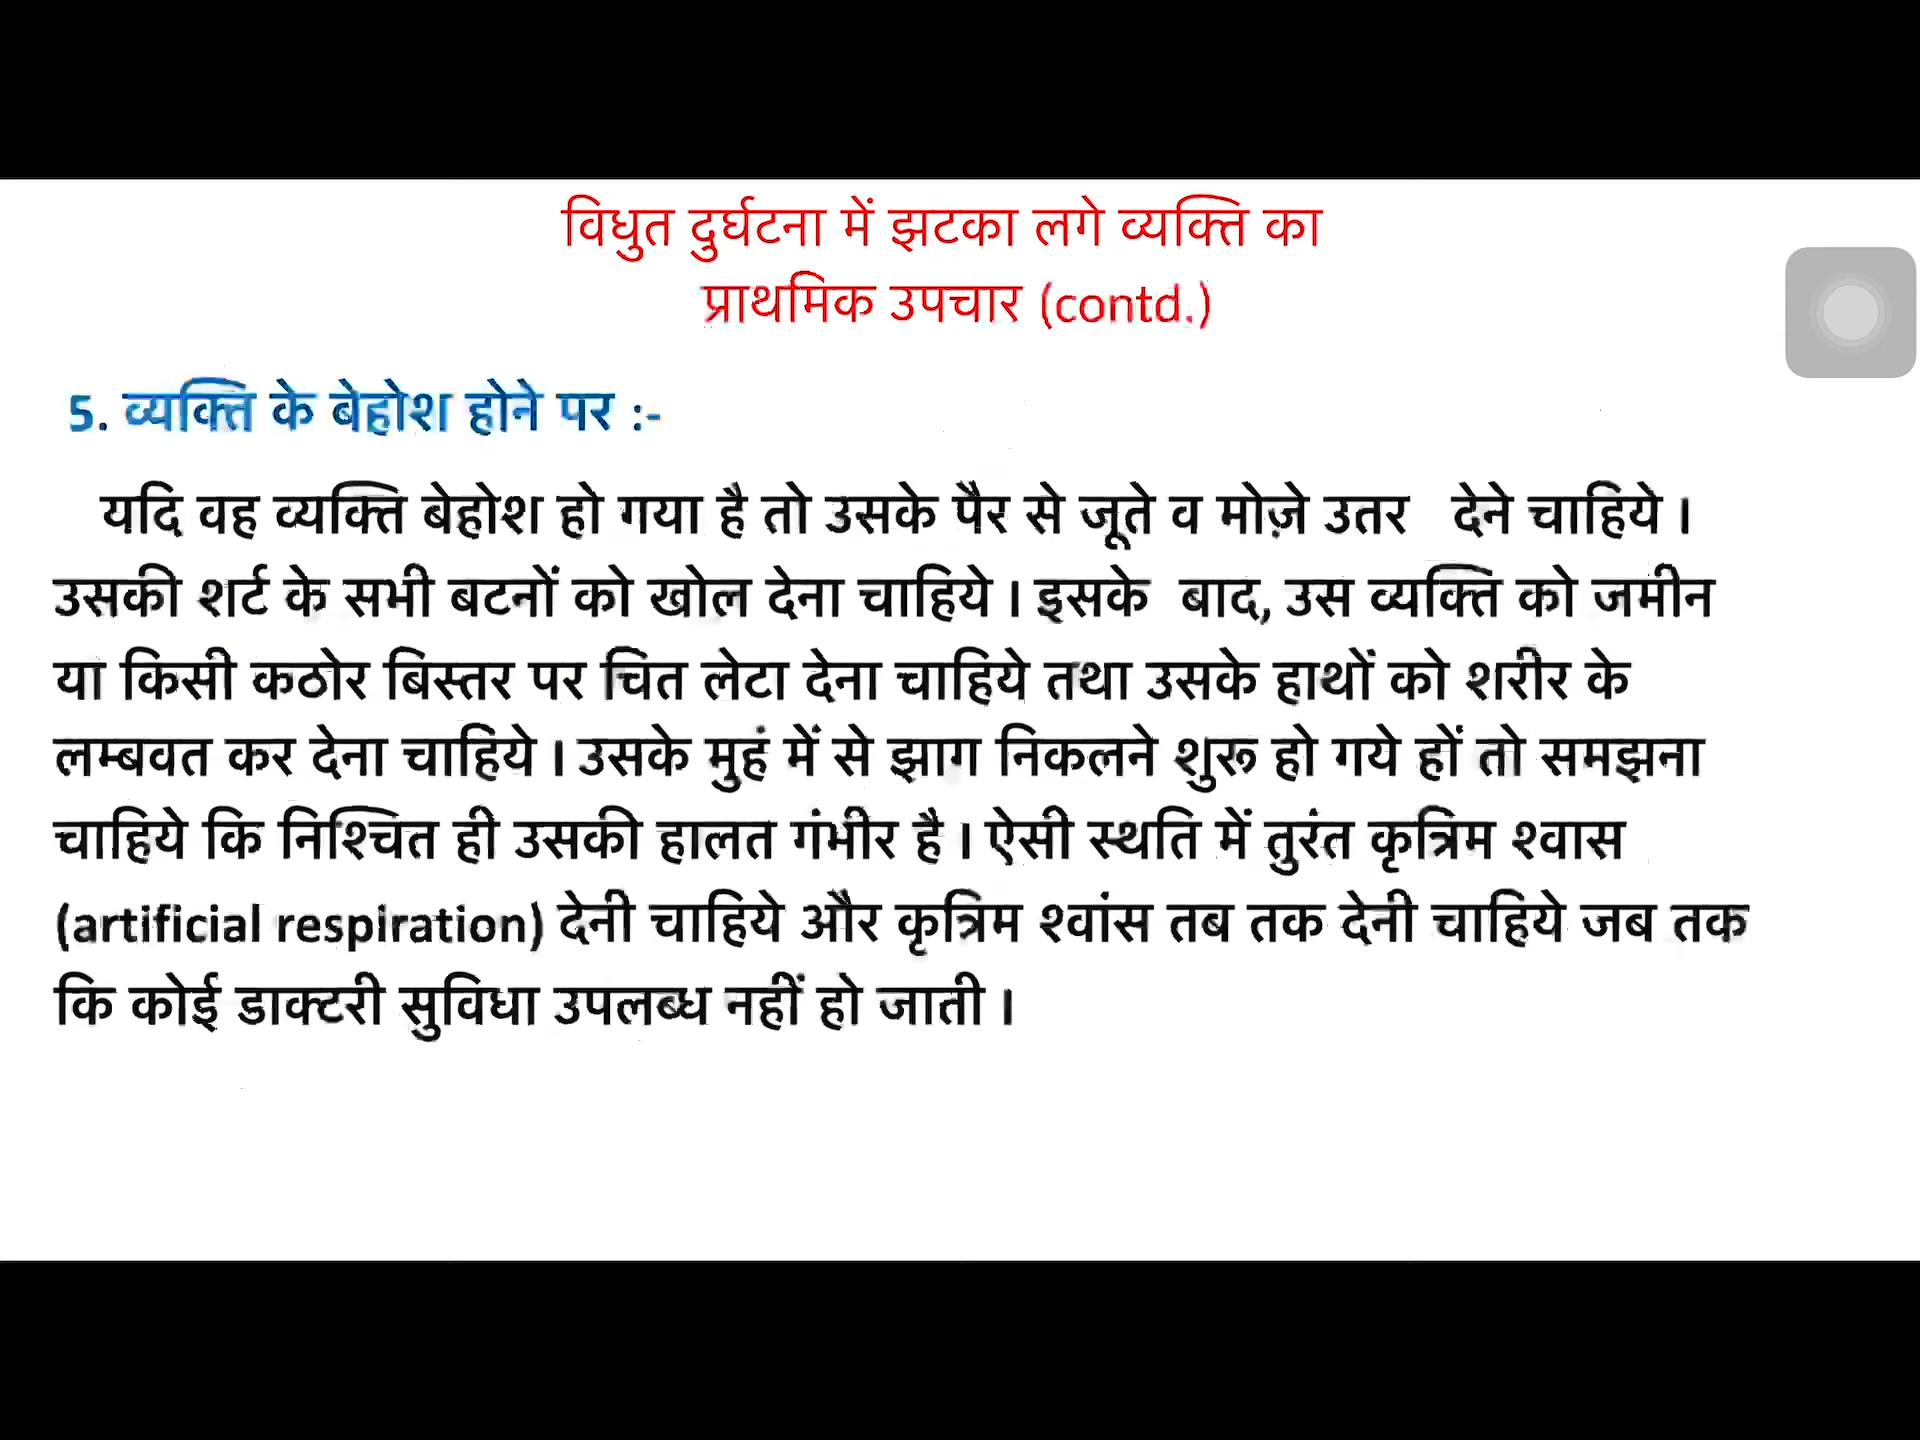 विधुत दुर्घटना में झटका लगे व्यक्ति का
प्राथमिक उपचार (contd.)
5. व्यक्ति के बेहोश होने पर :-
यदि वह व्यक्ति बेहोश हो गया है तो उसके पैर से जूते व मोज़े उतर देने चाहिये ।
उसकी शर्ट के सभी बटनों को खोल देना चाहिये । इसके बाद, उस व्यक्ति को जमीन
या किसी कठोर बिस्तर पर चित लेटा देना चाहिये तथा उसके हाथों को शरीर के
लम्बवत कर देना चाहिये । उसके मुहं में से झाग निकलने शुरू हो गये हों तो समझना
चाहिये कि निश्चित ही उसकी हालत गंभीर है । ऐसी स्थति में तुरंत कृत्रिम श्वास
(artificial respiration) देनी चाहिये और कृत्रिम श्वांस तब तक देनी चाहिये जब तक
कि कोई डाक्टरी सुविधा उपलब्ध नहीं हो जाती ।